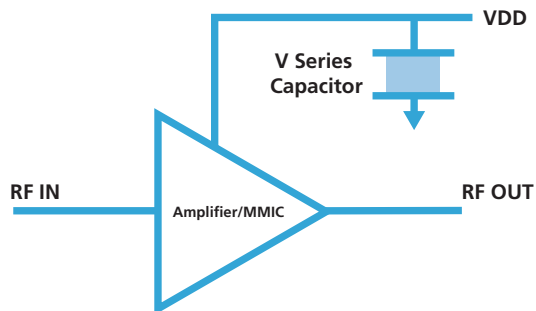 VDD
V Series
Capacitor
RF IN
Amplifier/MMIC
RF OUT